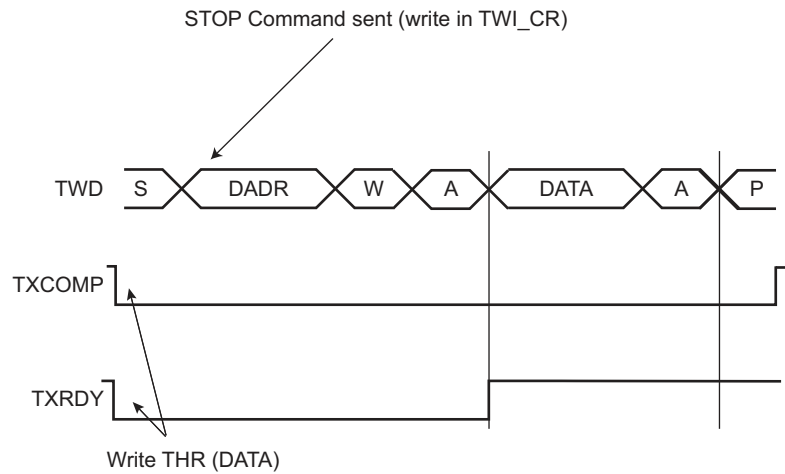 STOP Command sent (write in TWI_CR)
TWD S DADR W A DATA A P
TXCOMP
TXRDY
Write THR (DATA)